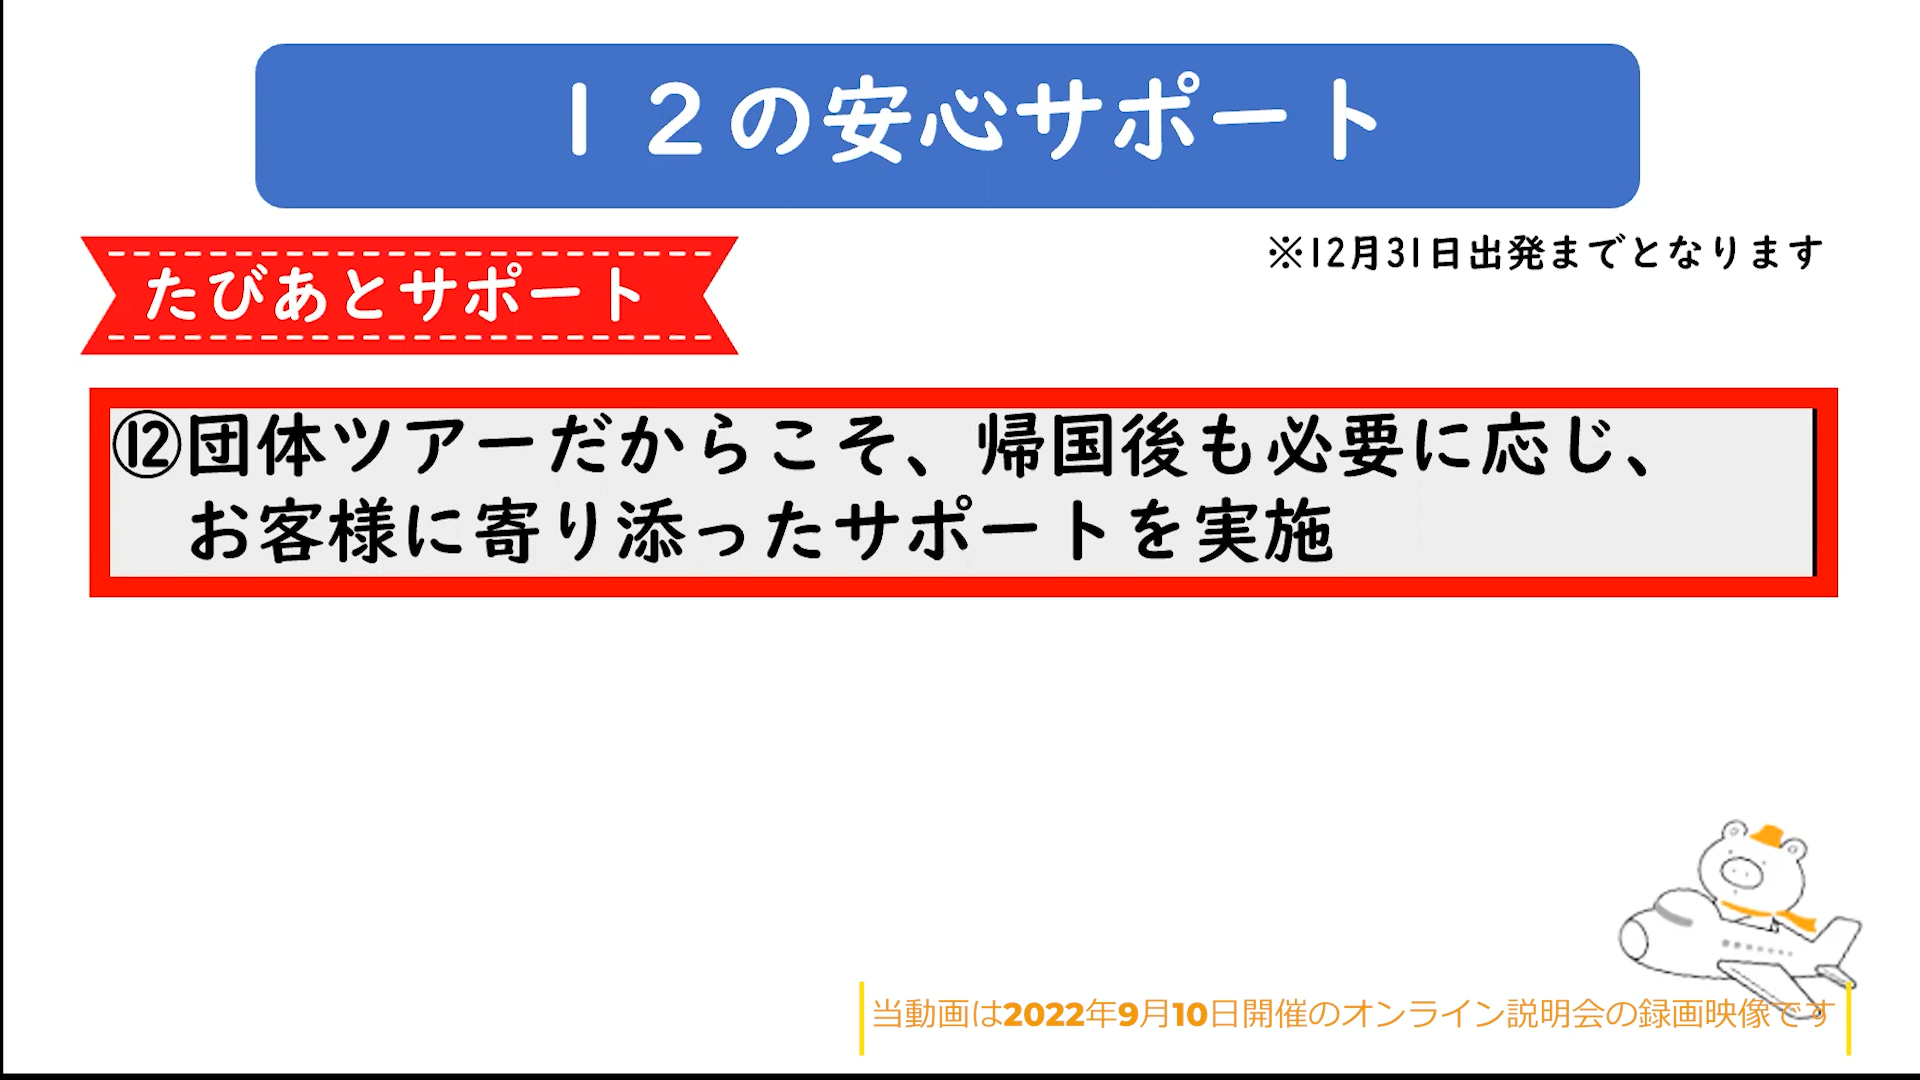 １２の安心サポート
※12月31日出発までとなります
たびあとサポート
⑫団体ツアーだからこそ、帰国後も必要に応じ、
お客様に寄り添ったサポートを実施
当動画は2022年9月10日開催のオンライン説明会の録画映像です